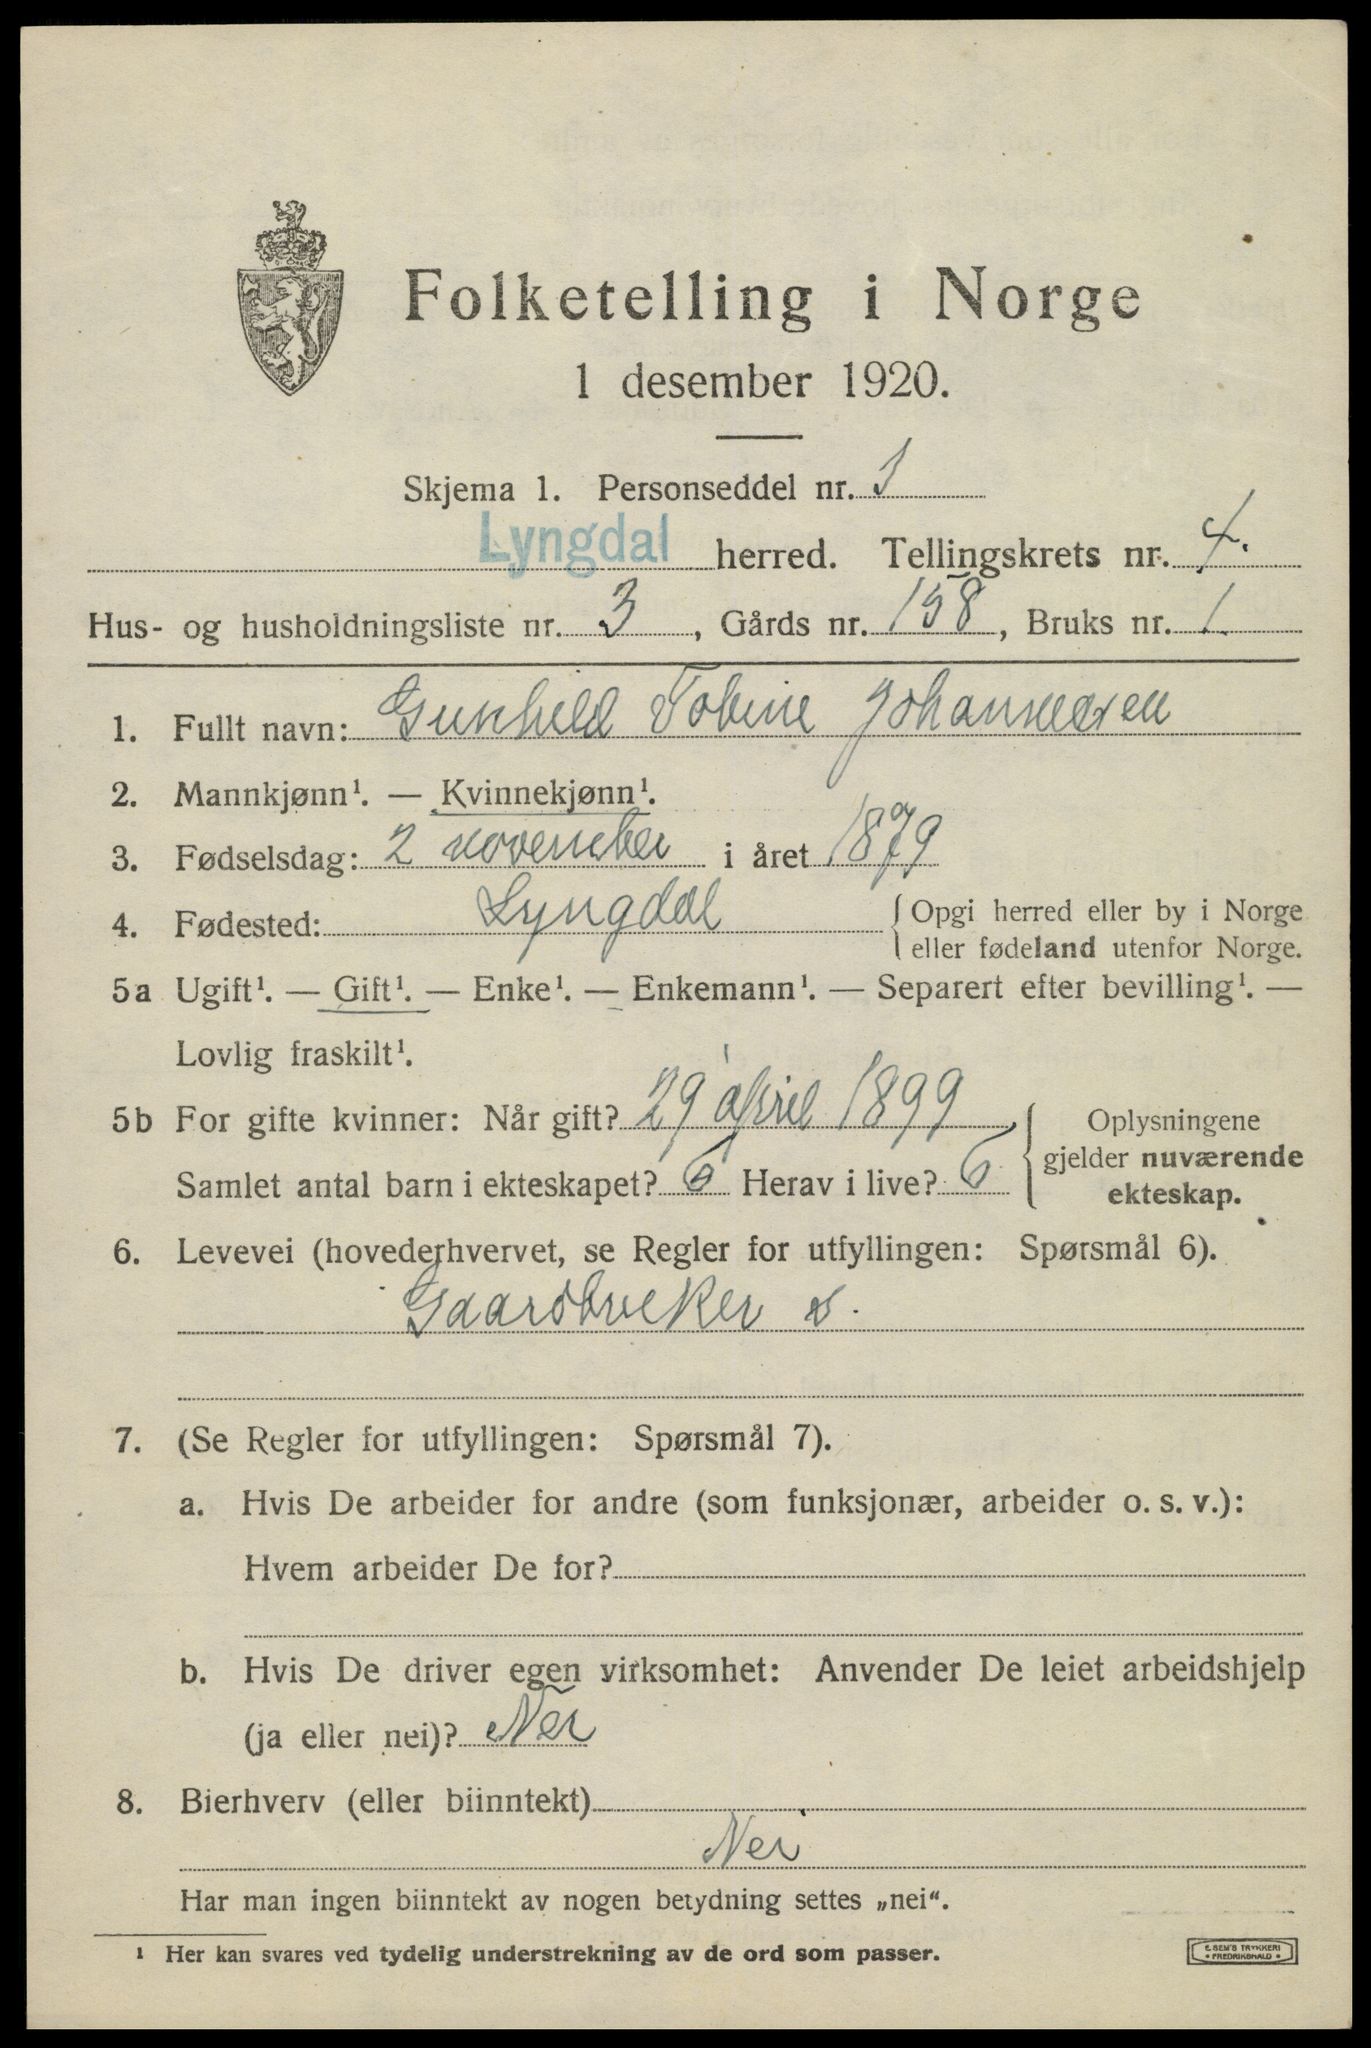 Folketelling i Norge
1 desember 1920.
Skjema 1. Personseddel nr. 3
Lyngdal herred. Tellingskrets nr. 4.
Hus- og husholdningsliste nr. 3, Gårds nr. 158, Bruks nr. 1.
1. Fullt navn: Gunhild Tobine Johannesen
2. Mannkjønn¹. — Kvinnekjønn¹.
3. Fødselsdag: 2 november i året 1879
4. Fødested: Lyngdal { Opgi herred eller by i Norge
eller fødeland utenfor Norge.
5a Ugift¹. — Gift¹. — Enke¹. — Enkemann¹. — Separert efter bevilling¹. —
Lovlig fraskilt¹.
5b For gifte kvinner: Når gift? 29 april 1899 { Oplysningene
Samlet antal barn i ekteskapet? 6 Herav i live? 6 gjelder nuværende
ekteskap.
6. Levevei (hovederhvervet, se Regler for utfyllingen: Spørsmål 6).
Gaardbruker s.
7. (Se Regler for utfyllingen: Spørsmål 7).
a. Hvis De arbeider for andre (som funksjonær, arbeider o. s. v.):
Hvem arbeider De for?
b. Hvis De driver egen virksomhet: Anvender De leiet arbeidshjelp
(ja eller nei)? Nei
8. Bierhverv (eller biinntekt)
Nei
Har man ingen biinntekt av nogen betydning settes „nei".
¹ Her kan svares ved tydelig understrekning av de ord som passer.
E. SEM'S TRYKKERI
• FREDRIKSHALD •